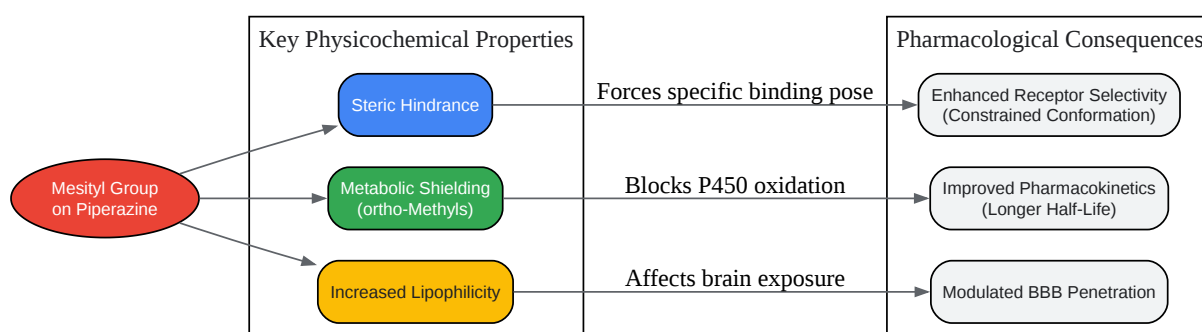 Key Physicochemical Properties
Pharmacological Consequences
Steric Hindrance
Forces specific binding pose
Enhanced Receptor Selectivity
(Constrained Conformation)
Mesityl Group
on Piperazine
Metabolic Shielding
(ortho-Methyls)
Blocks P450 oxidation
Improved Pharmacokinetics
(Longer Half-Life)
Increased Lipophilicity
Affects brain exposure
Modulated BBB Penetration